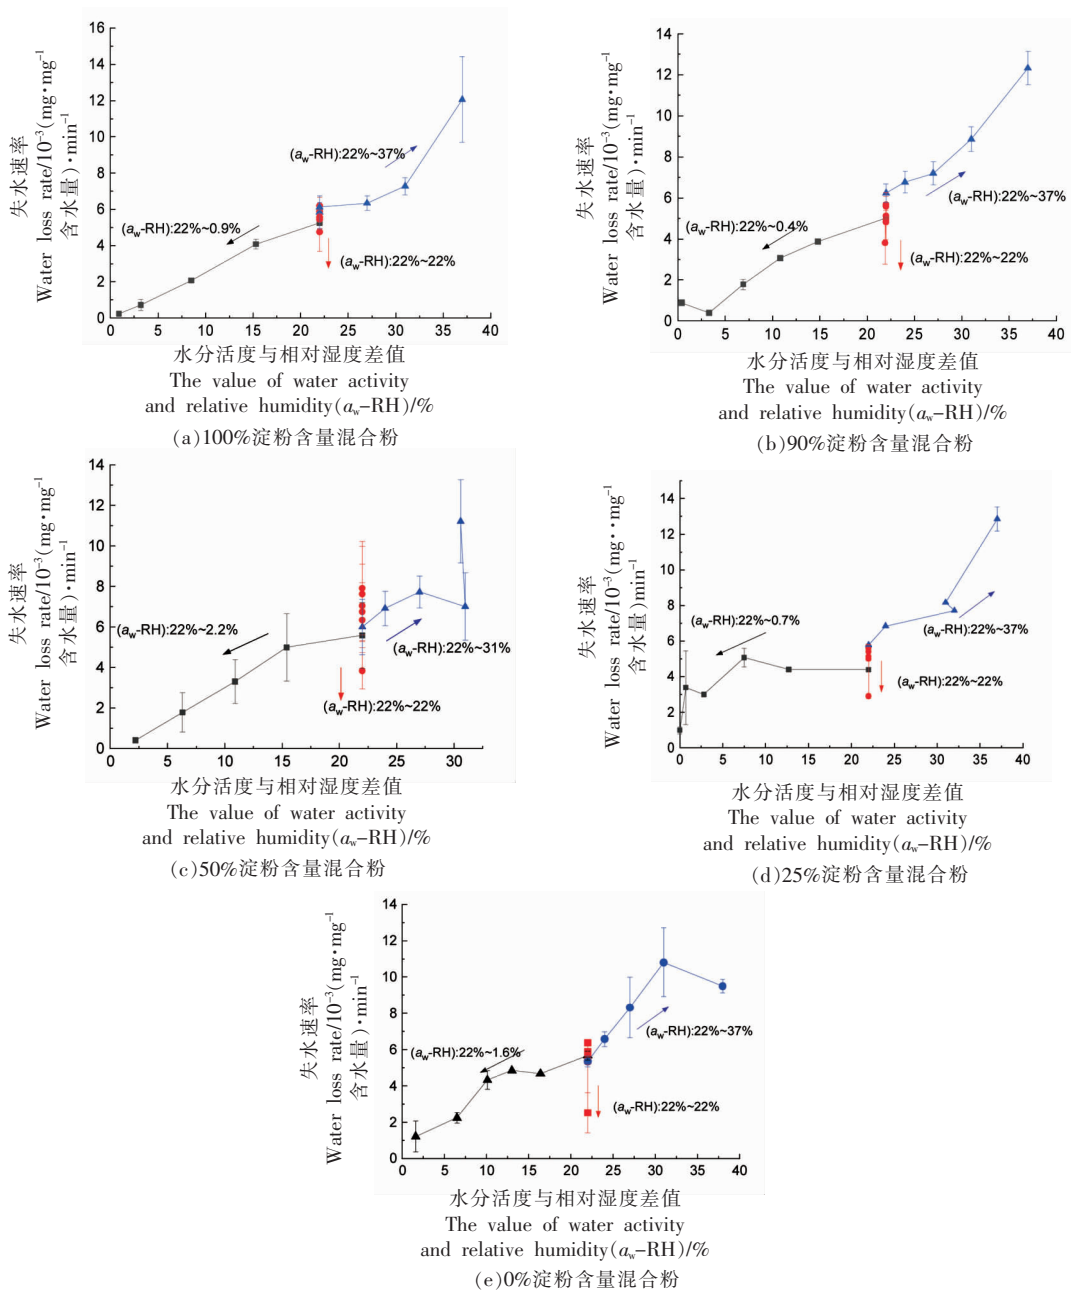 失水速率
Water loss rate/10⁻³(mg·mg⁻¹
含水量)·min⁻¹
16
14
12
10
8
6
4
2
0
0 5 10 15 20 25 30 35 40
(aw-RH):22%~37%
(aw-RH):22%~0.9%
(aw-RH):22%~22%
水分活度与相对湿度差值
The value of water activity
and relative humidity(aw-RH)/%
(a)100%淀粉含量混合粉
失水速率
Water loss rate/10⁻³(mg·mg⁻¹
含水量)·min⁻¹
14
12
10
8
6
4
2
0
0 5 10 15 20 25 30 35 40
(aw-RH):22%~37%
(aw-RH):22%~0.4%
(aw-RH):22%~22%
水分活度与相对湿度差值
The value of water activity
and relative humidity(aw-RH)/%
(b)90%淀粉含量混合粉
失水速率
Water loss rate/10⁻³(mg·mg⁻¹
含水量)·min⁻¹
14
12
10
8
6
4
2
0
0 5 10 15 20 25 30
(aw-RH):22%~2.2%
(aw-RH):22%~31%
(aw-RH):22%~22%
水分活度与相对湿度差值
The value of water activity
and relative humidity(aw-RH)/%
(c)50%淀粉含量混合粉
失水速率
Water loss rate/10⁻³(mg··mg⁻¹
含水量)min⁻¹
14
12
10
8
6
4
2
0
0 5 10 15 20 25 30 35 40
(aw-RH):22%~0.7%
(aw-RH):22%~37%
(aw-RH):22%~22%
水分活度与相对湿度差值
The value of water activity
and relative humidity(aw-RH)/%
(d)25%淀粉含量混合粉
失水速率
Water loss rate/10⁻³(mg·mg⁻¹
含水量)·min⁻¹
14
12
10
8
6
4
2
0
0 5 10 15 20 25 30 35 40
(aw-RH):22%~37%
(aw-RH):22%~1.6%
(aw-RH):22%~22%
水分活度与相对湿度差值
The value of water activity
and relative humidity(aw-RH)/%
(e)0%淀粉含量混合粉